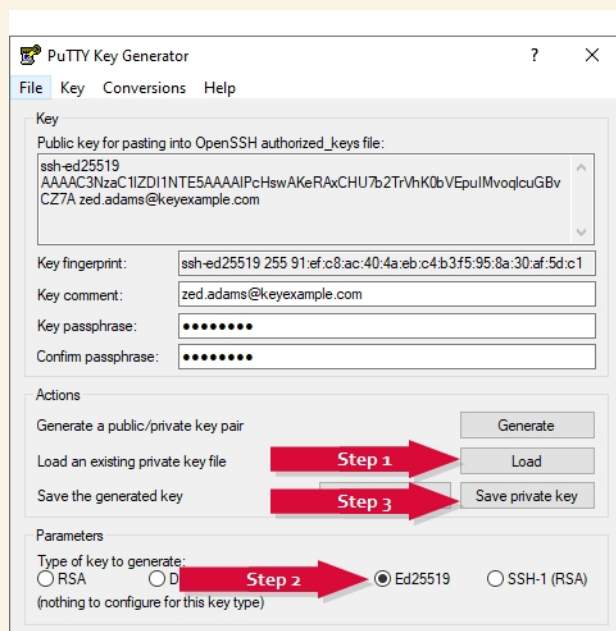 PuTTY Key Generator ?
File Key Conversions Help
Key
Public key for pasting into OpenSSH authorized_keys file:
ssh-ed25519
AAAAC3NzaC1lZDI1NTE5AAAAIPcHswAKeRAxCHU7b2TrVhK0bVEpuIMvoqlcuGBv
CZ7A zed.adams@keyexample.com
Key fingerprint: ssh-ed25519 255 91:ef:c8:ac:40:4a:eb:c4:b3:f5:95:8a:30:af:5d:c1
Key comment: zed.adams@keyexample.com
Key passphrase: ●●●●●●●●
Confirm passphrase: ●●●●●●●●
Actions
Generate a public/private key pair Generate
Load an existing private key file Step 1 Load
Save the generated key Step 3 Save private key
Parameters
Type of key to generate:
RSA D Step 2 Ed25519 SSH-1 (RSA)
(nothing to configure for this key type)